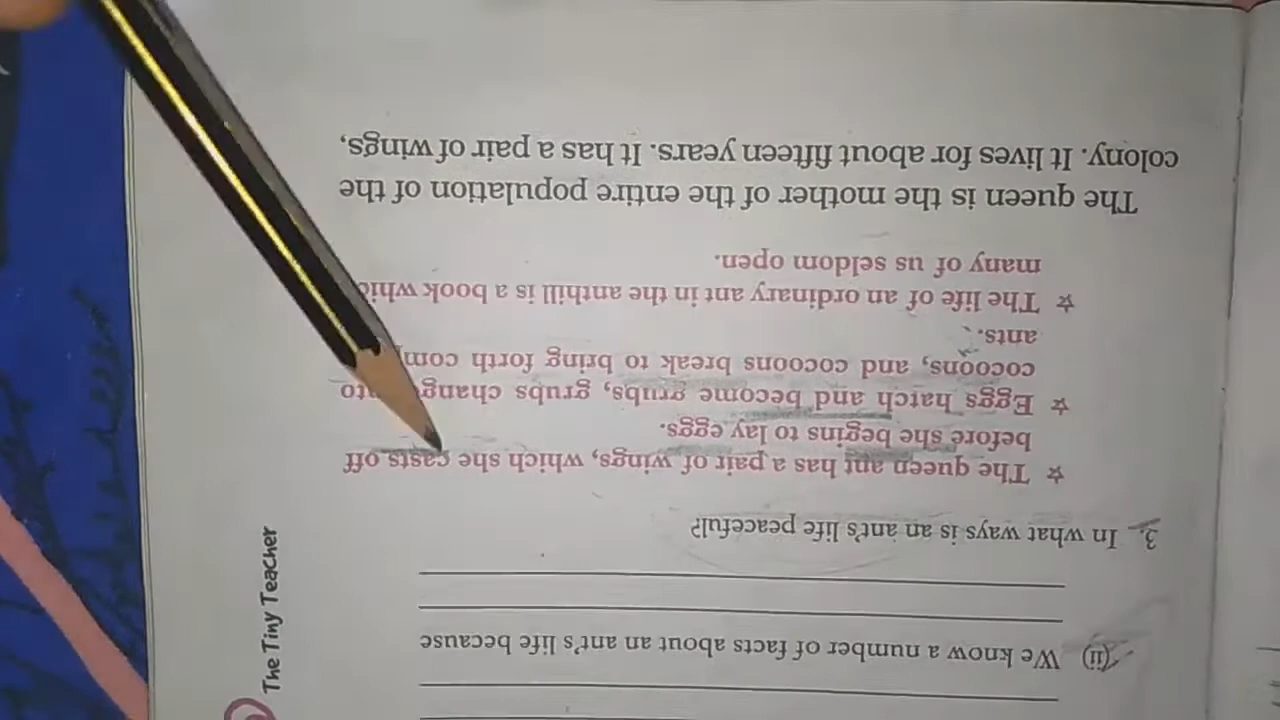 (ii) We know a number of facts about an ant's life because
3. In what ways is an ant's life peaceful?
☆ The queen ant has a pair of wings, which she casts off
before she begins to lay eggs.
☆ Eggs hatch and become grubs, grubs change to
cocoons, and cocoons break to bring forth
ants.
☆ The life of an ordinary ant in the anthill is a book
many of us seldom open.
The queen is the mother of the entire population of the
colony. It lives for about fifteen years. It has a pair of wings,
The Tiny Teacher